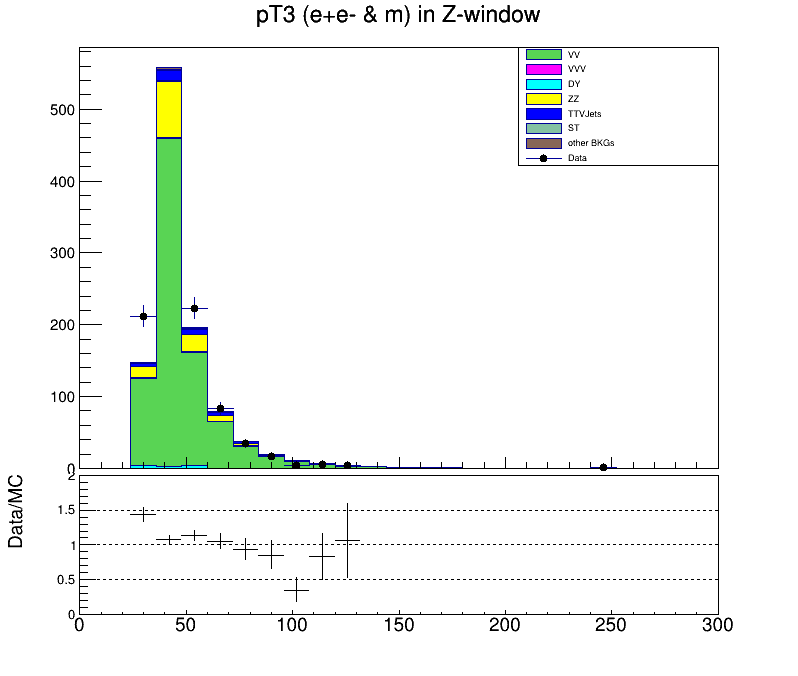 pT3 (e+e- & m) in Z-window
VV
VVV
DY
ZZ
TTVJets
ST
other BKGs
Data
500
400
300
200
100
0
Data/MC
2
1.5
1
0.5
0
0 50 100 150 200 250 300